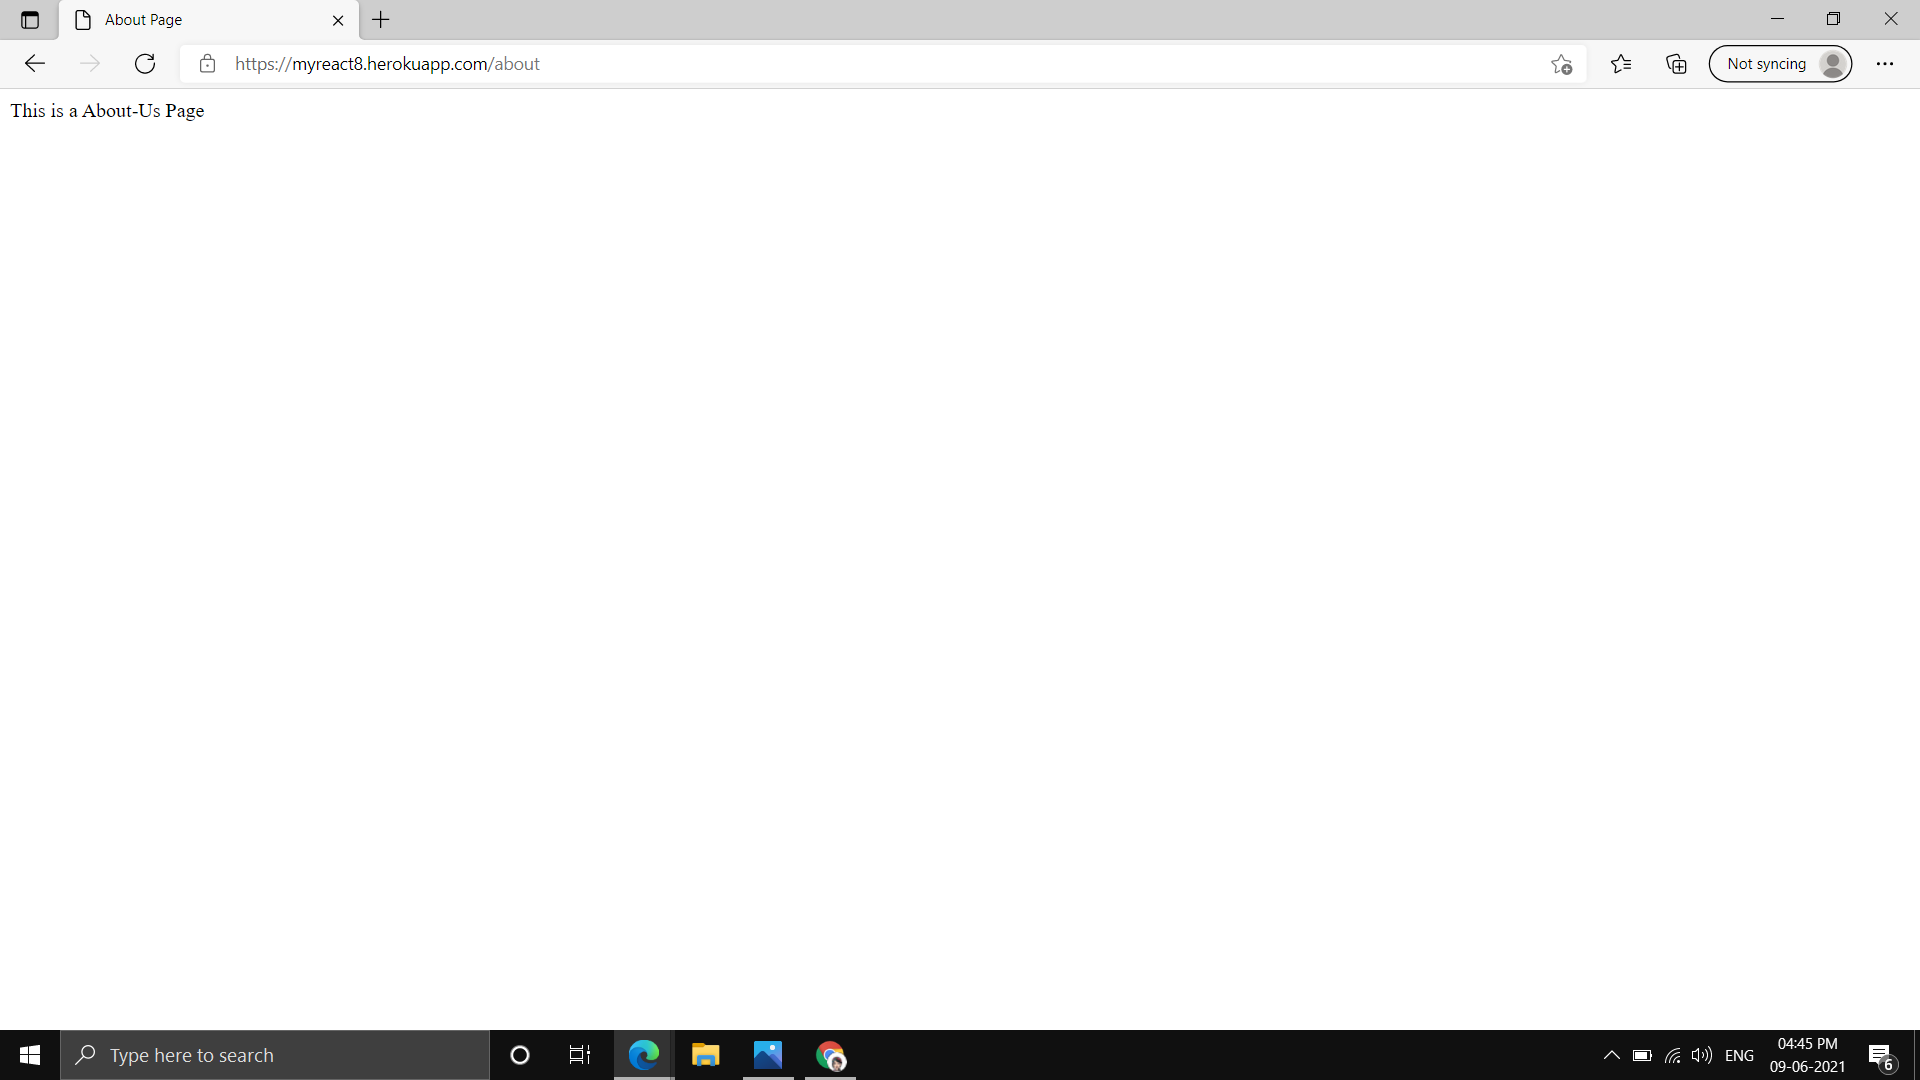 About Page
https://myreact8.herokuapp.com/about
Not syncing
This is a About-Us Page
Type here to search
ENG
04:45 PM
09-06-2021
6